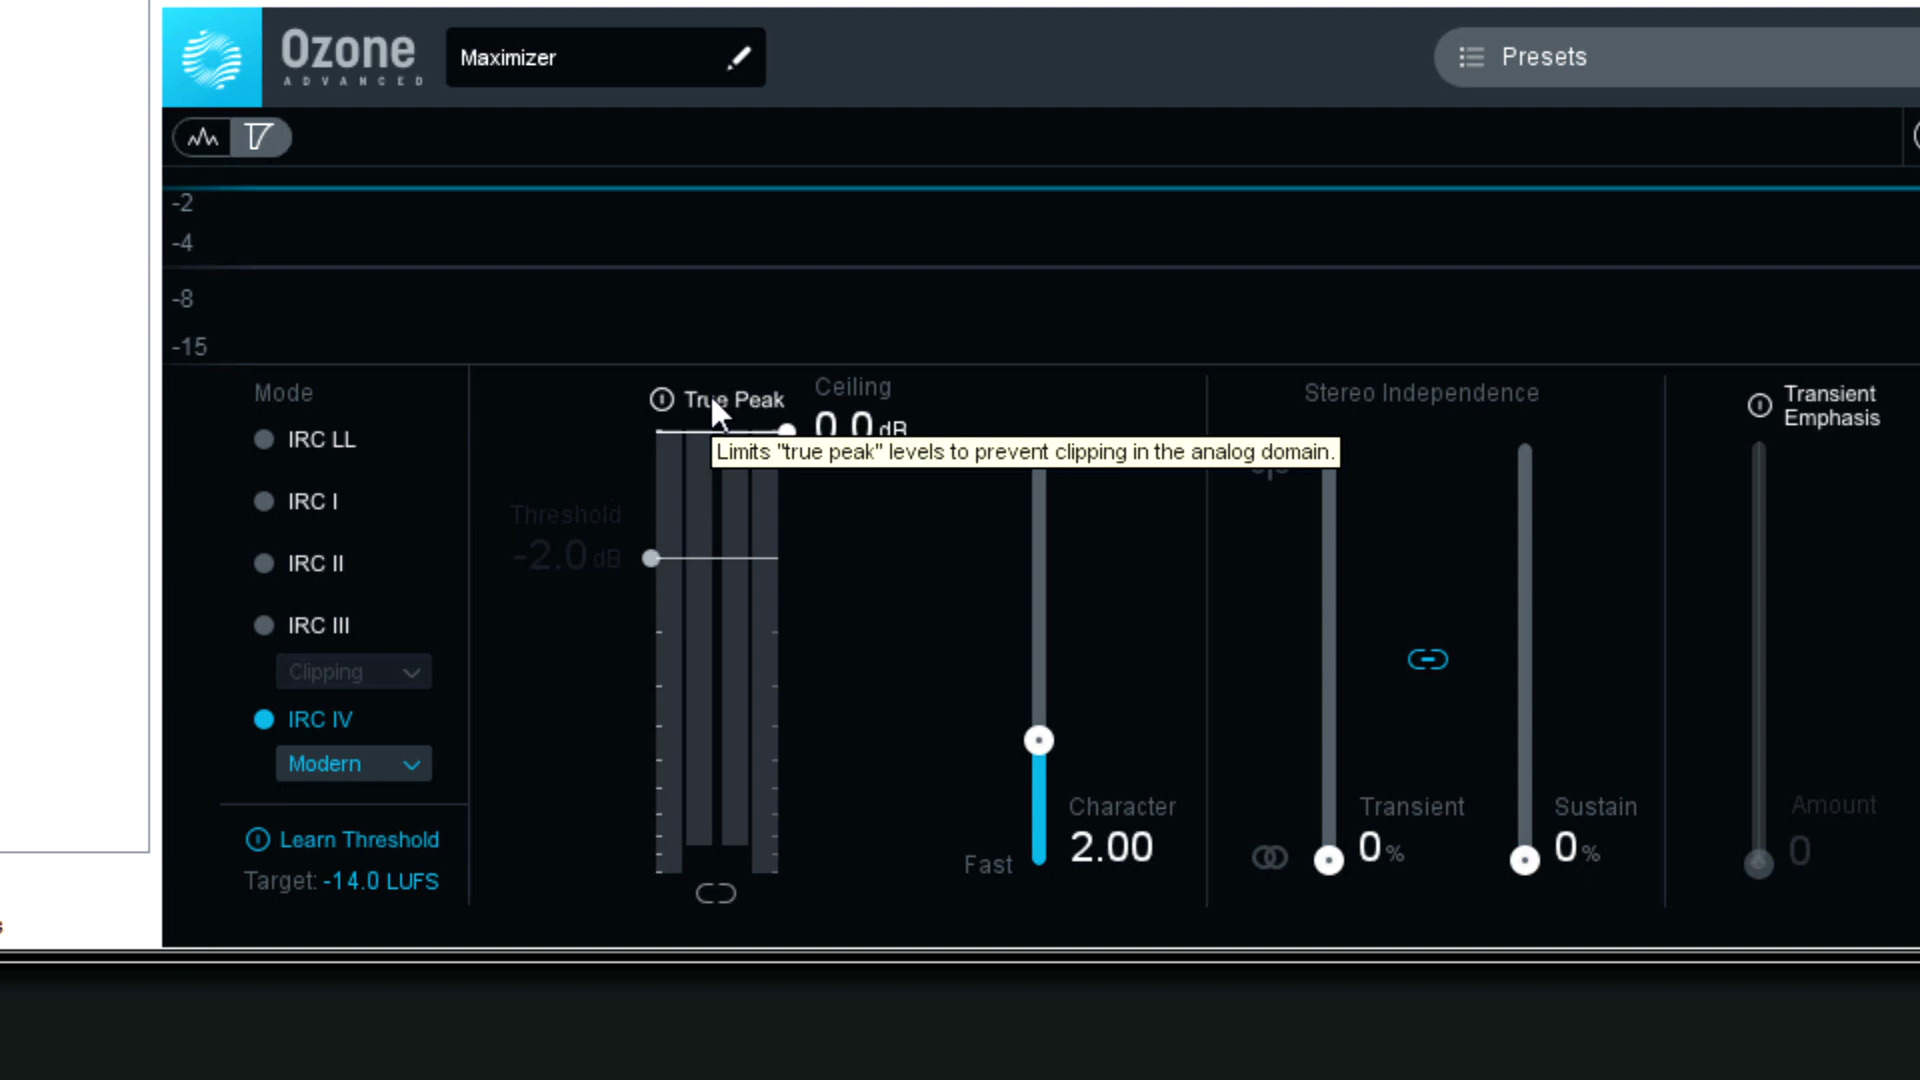 Ozone
ADVANCED
Maximizer
Presets
-2
-4
-8
-15
Mode
IRC LL
IRC I
IRC II
IRC III
Clipping
IRC IV
Modern
Learn Threshold
Target: -14.0 LUFS
True Peak
Ceiling
0.0 dB
Limits "true peak" levels to prevent clipping in the analog domain.
Threshold
-2.0 dB
Character
2.00
Fast
Stereo Independence
Transient
0 %
Sustain
0 %
Transient
Emphasis
Amount
0